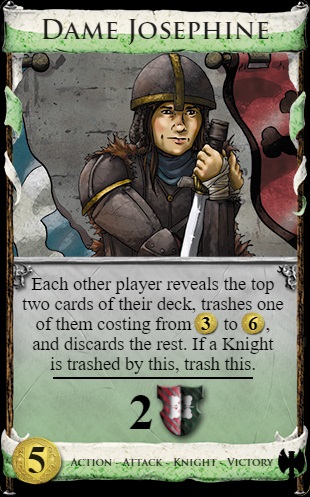 DAME JOSEPHINE
Each other player reveals the top
two cards of their deck, trashes one
of them costing from 3 to 6,
and discards the rest. If a Knight
is trashed by this, trash this.
2
5
ACTION - ATTACK - KNIGHT - VICTORY